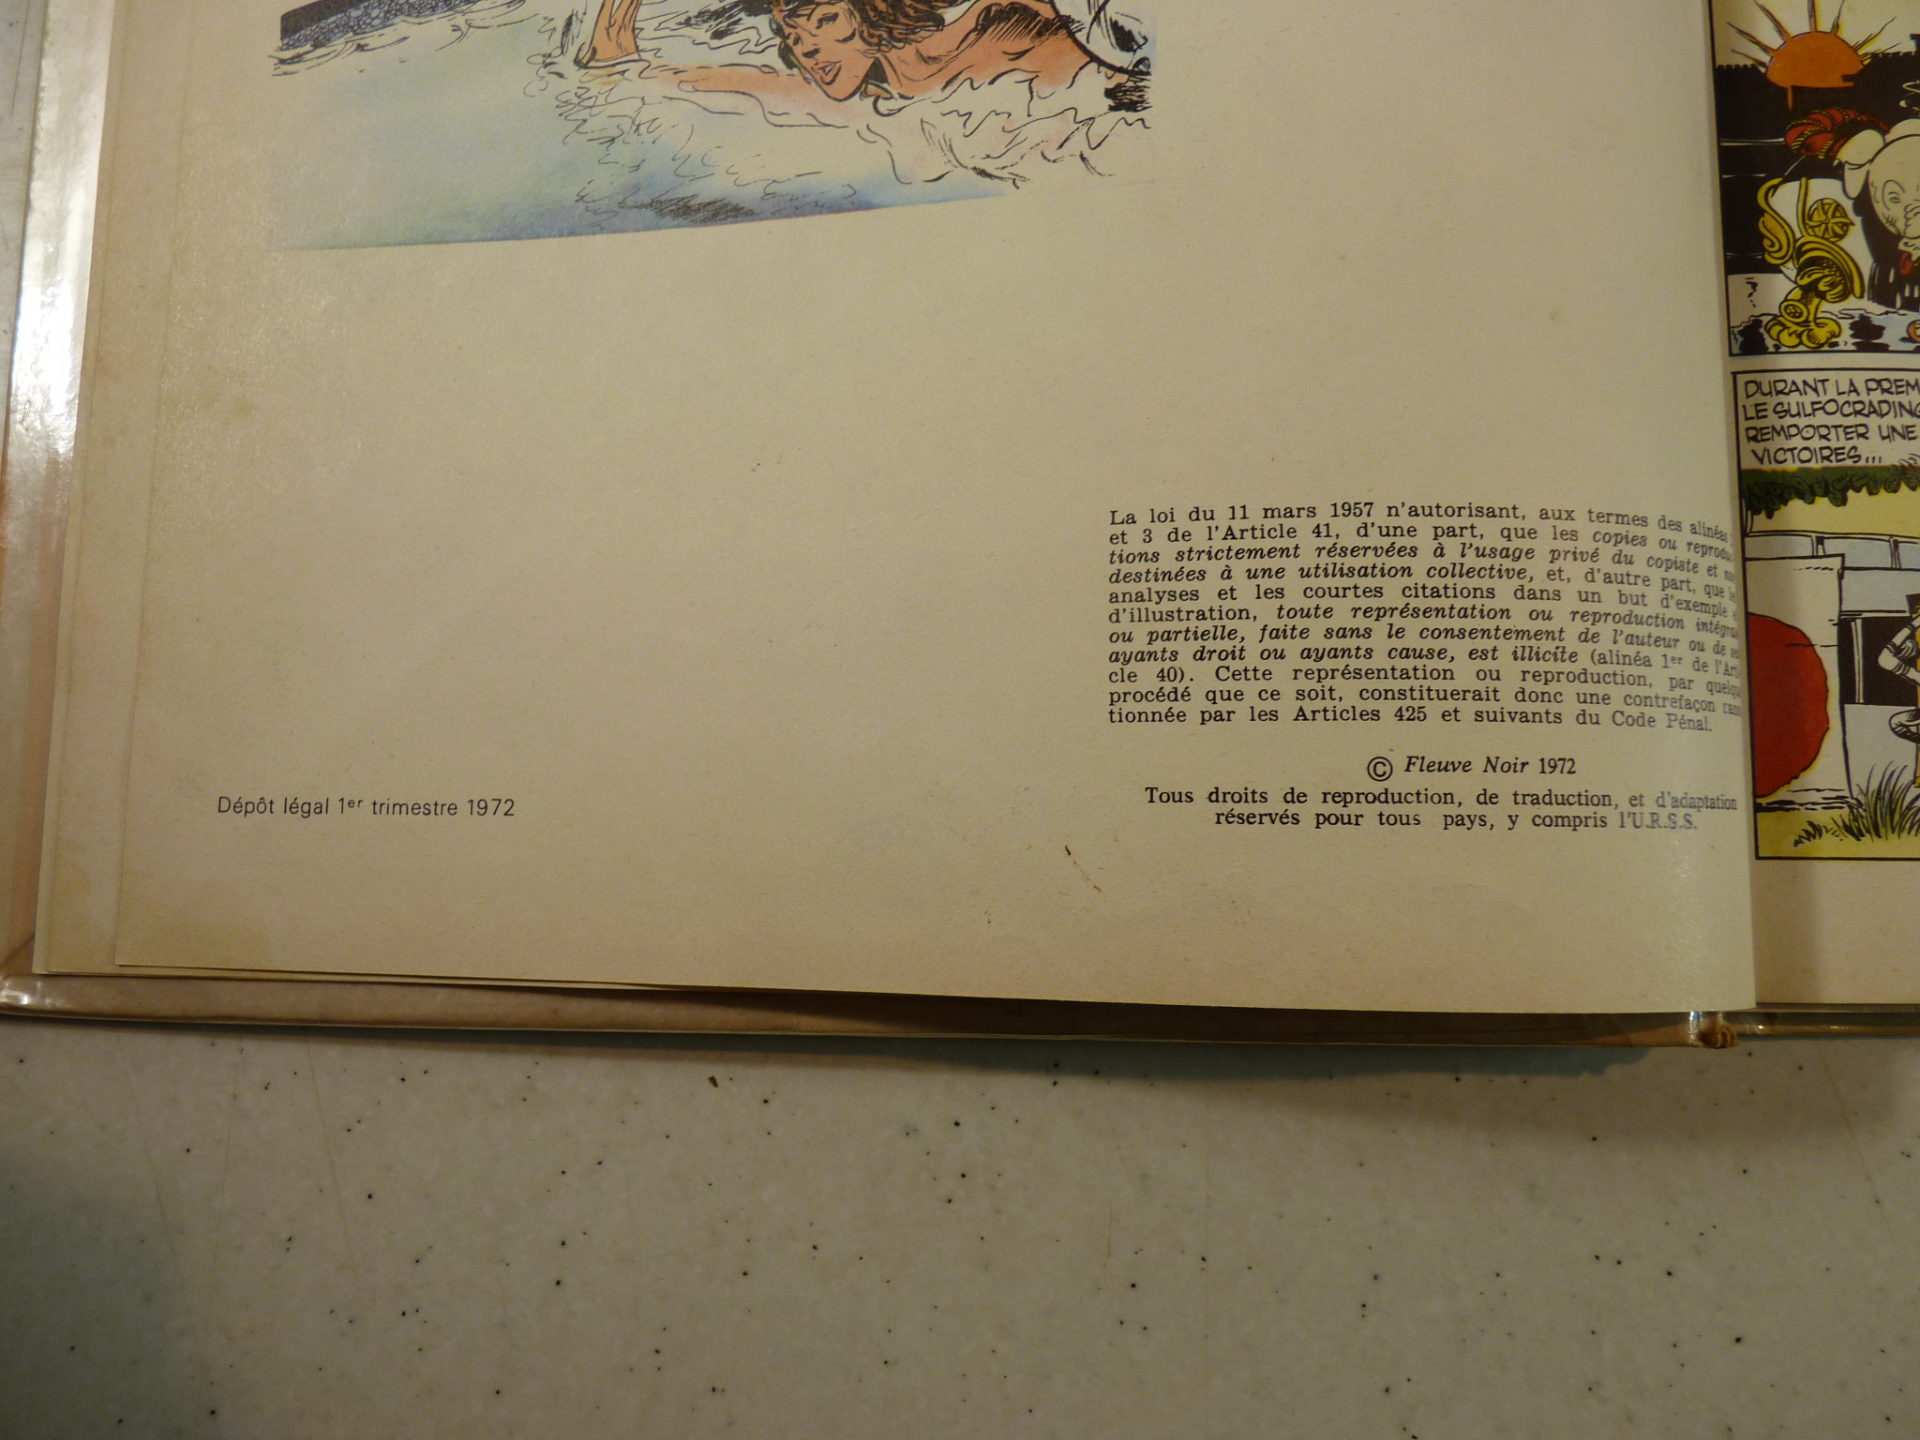 La loi du 11 mars 1957 n'autorisant, aux termes des alinéas
et 3 de l'Article 41, d'une part, que les copies ou reproduc
tions strictement réservées à l'usage privé du copiste et non
destinées à une utilisation collective, et, d'autre part, que
analyses et les courtes citations dans un but d'exemple
d'illustration, toute représentation ou reproduction intégra
ou partielle, faite sans le consentement de l'auteur ou de
ayants droit ou ayants cause, est illicite (alinéa 1er de l'Art
cle 40). Cette représentation ou reproduction, par quelqu
procédé que ce soit, constituerait donc une contrefaçon san
tionnée par les Articles 425 et suivants du Code Pénal.
© Fleuve Noir 1972
Tous droits de reproduction, de traduction, et d'adaptation
réservés pour tous pays, y compris l'U.R.S.S.
Dépôt légal 1er trimestre 1972
DURANT LA PREM
LE SULFOCRADING
REMPORTER UNE
VICTOIRES...